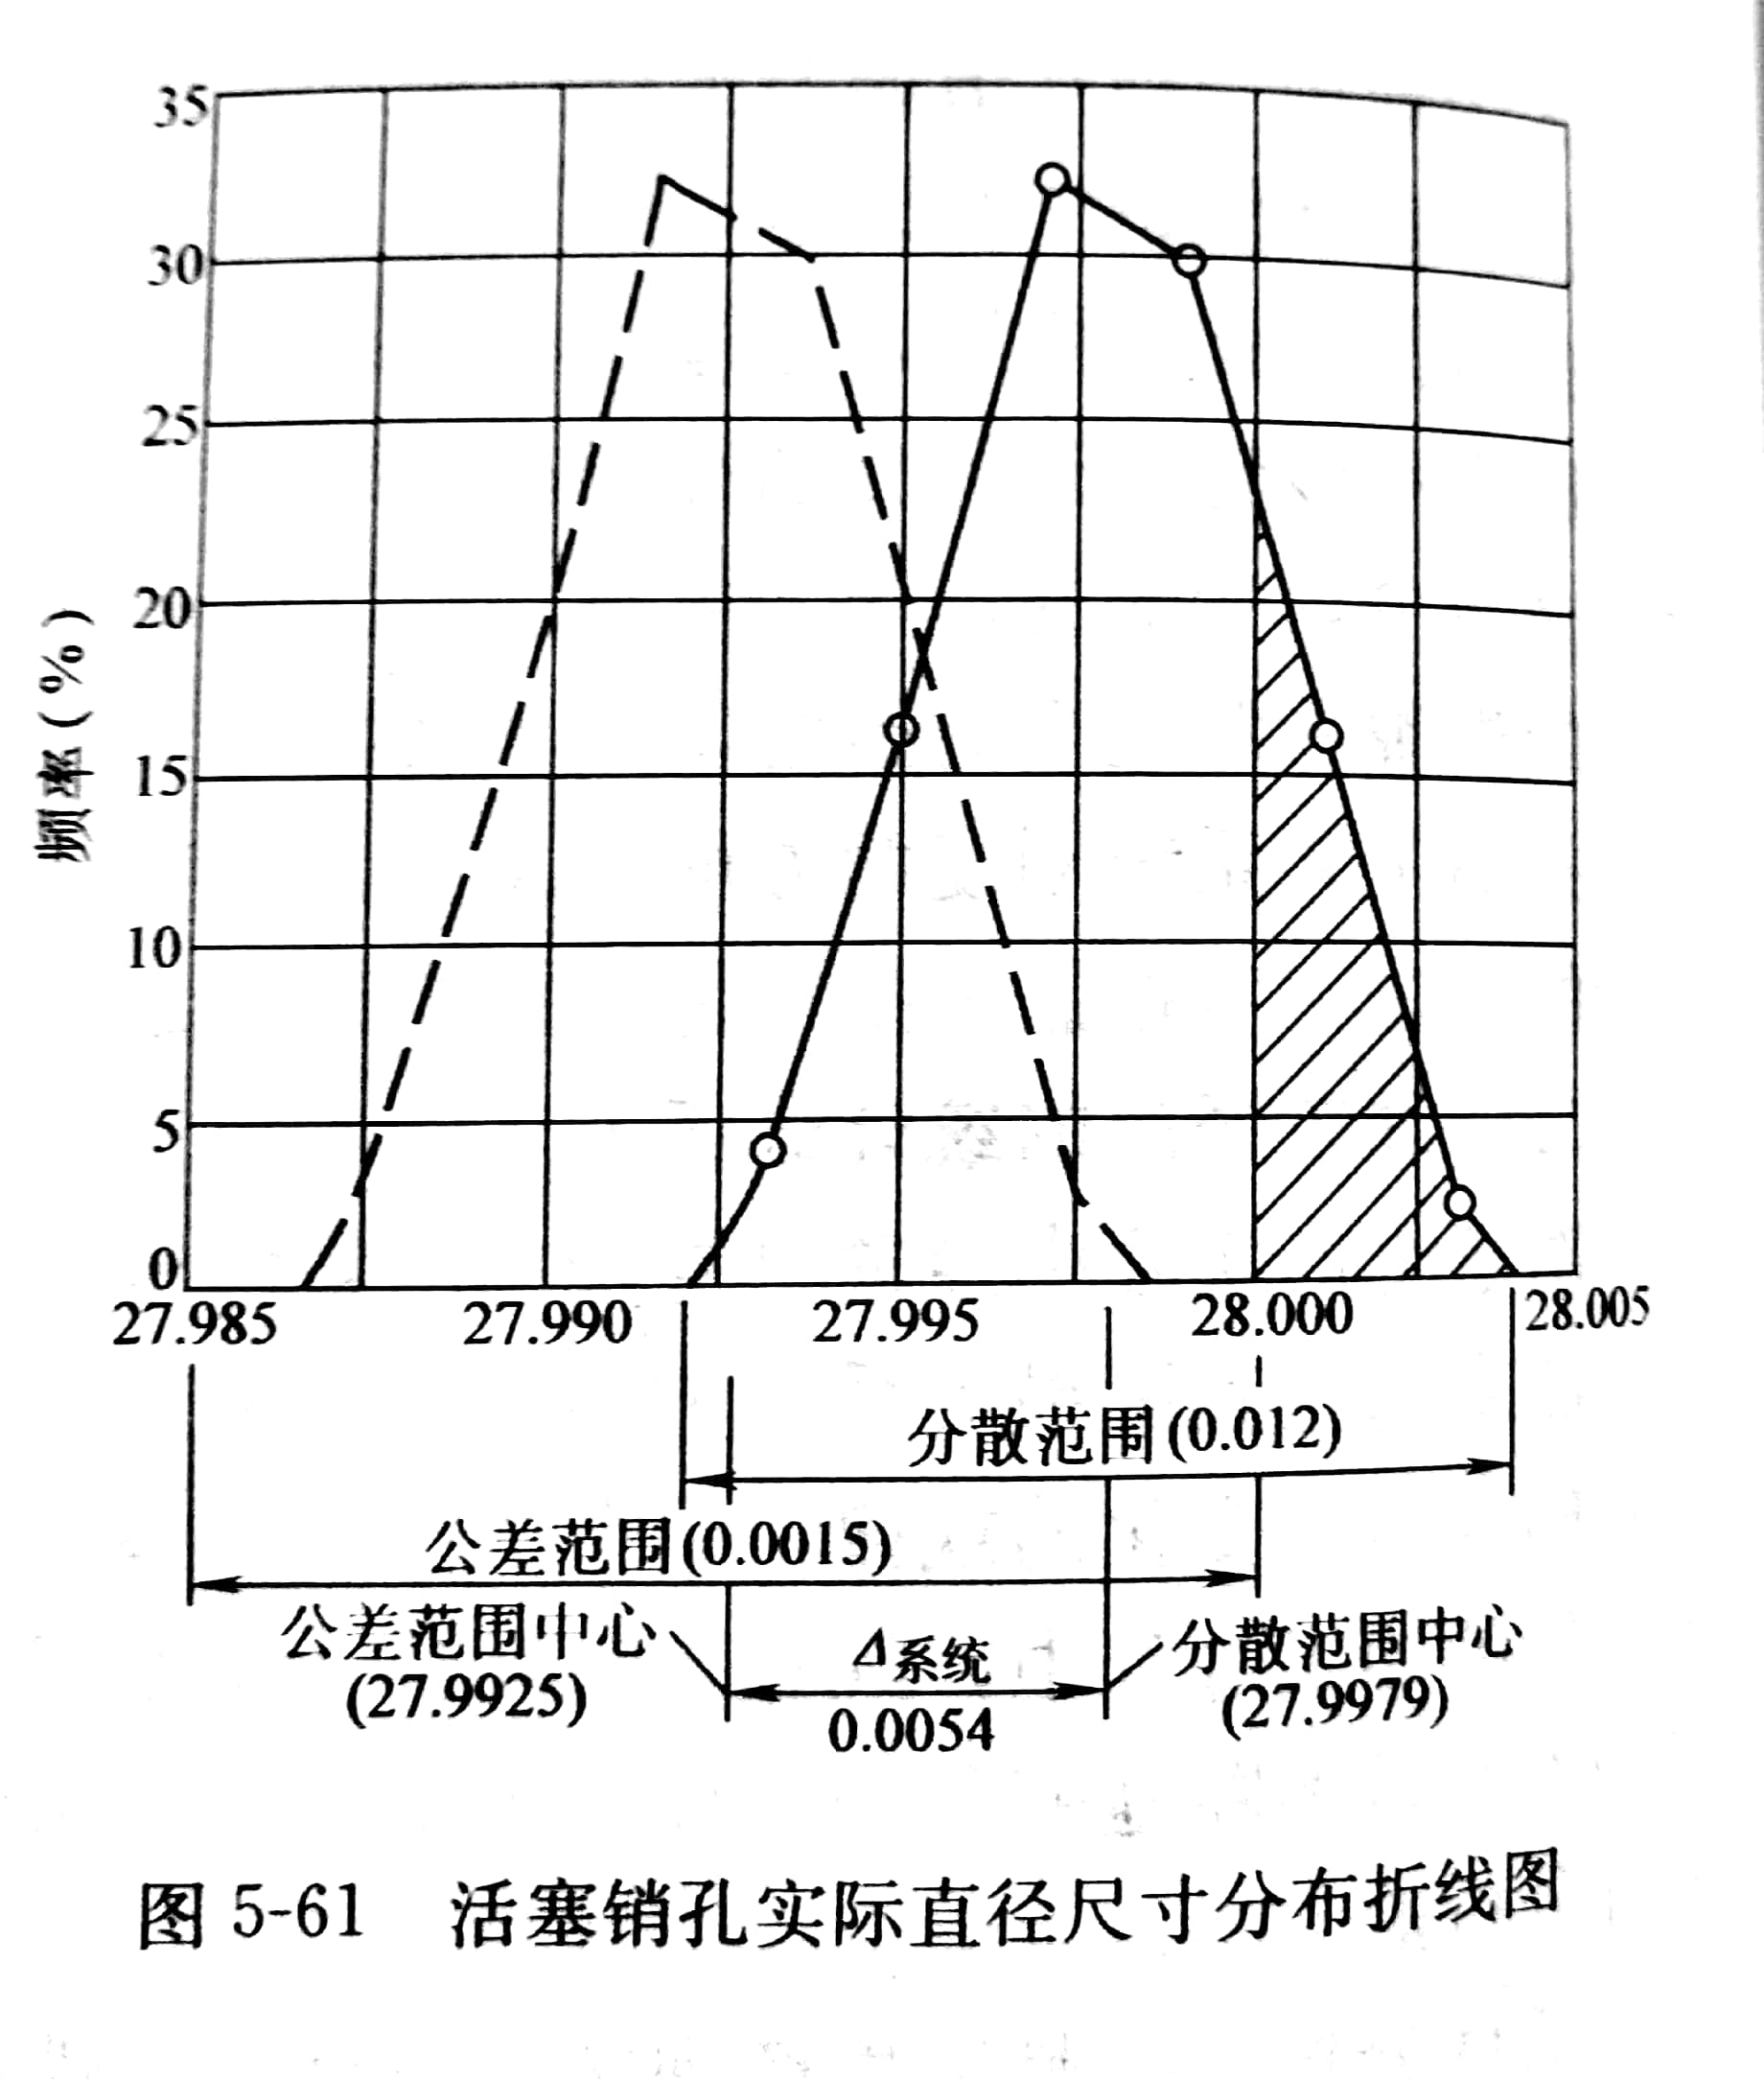 35
30
25
20
15
10
5
0
频率(%)
27.985 27.990 27.995 28.000 28.005
分散范围(0.012)
公差范围(0.0015)
公差范围中心
(27.9925)
Δ系统
0.0054
分散范围中心
(27.9979)
图 5-61 活塞销孔实际直径尺寸分布折线图